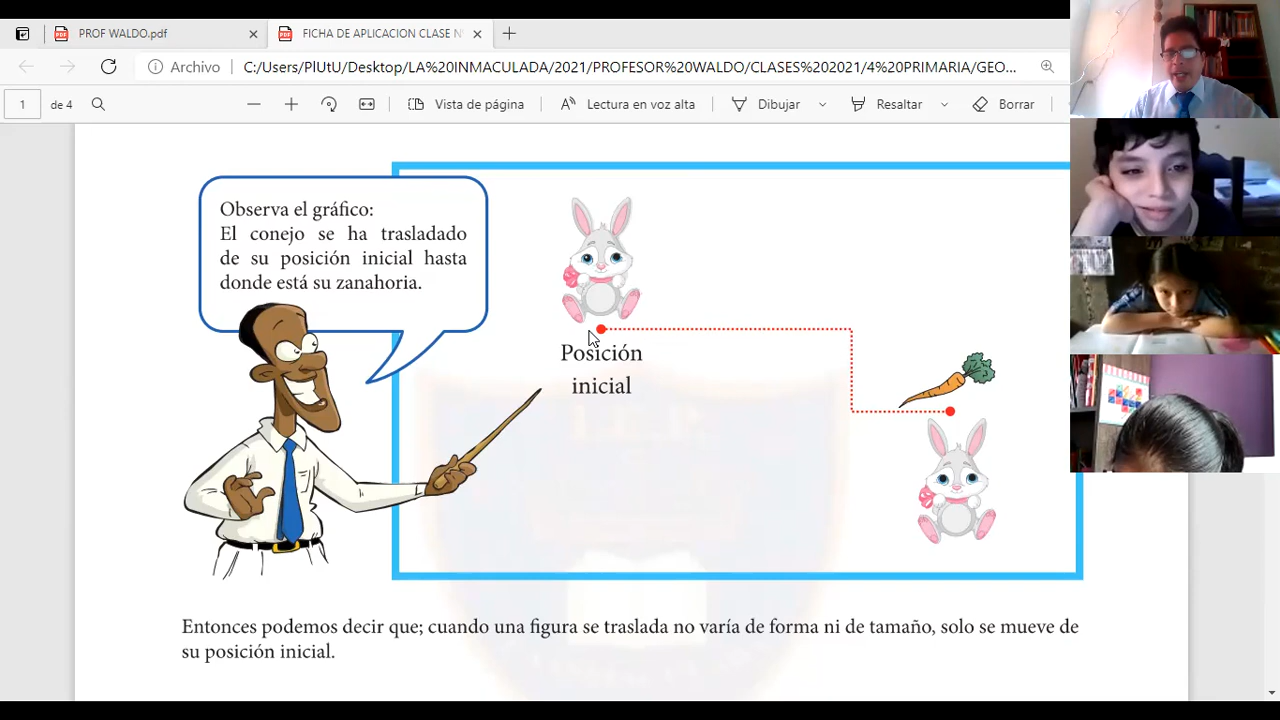 PROF WALDO.pdf
FICHA DE APLICACION CLASE N
Archivo
C:/Users/PlUtU/Desktop/LA%20INMACULADA/2021/PROFESOR%20WALDO/CLASES%202021/4%20PRIMARIA/GEO...
1
de 4
Vista de página
Lectura en voz alta
Dibujar
Resaltar
Borrar
Observa el gráfico:
El conejo se ha trasladado
de su posición inicial hasta
donde está su zanahoria.
Posición
inicial
Entonces podemos decir que; cuando una figura se traslada no varía de forma ni de tamaño, solo se mueve de
su posición inicial.